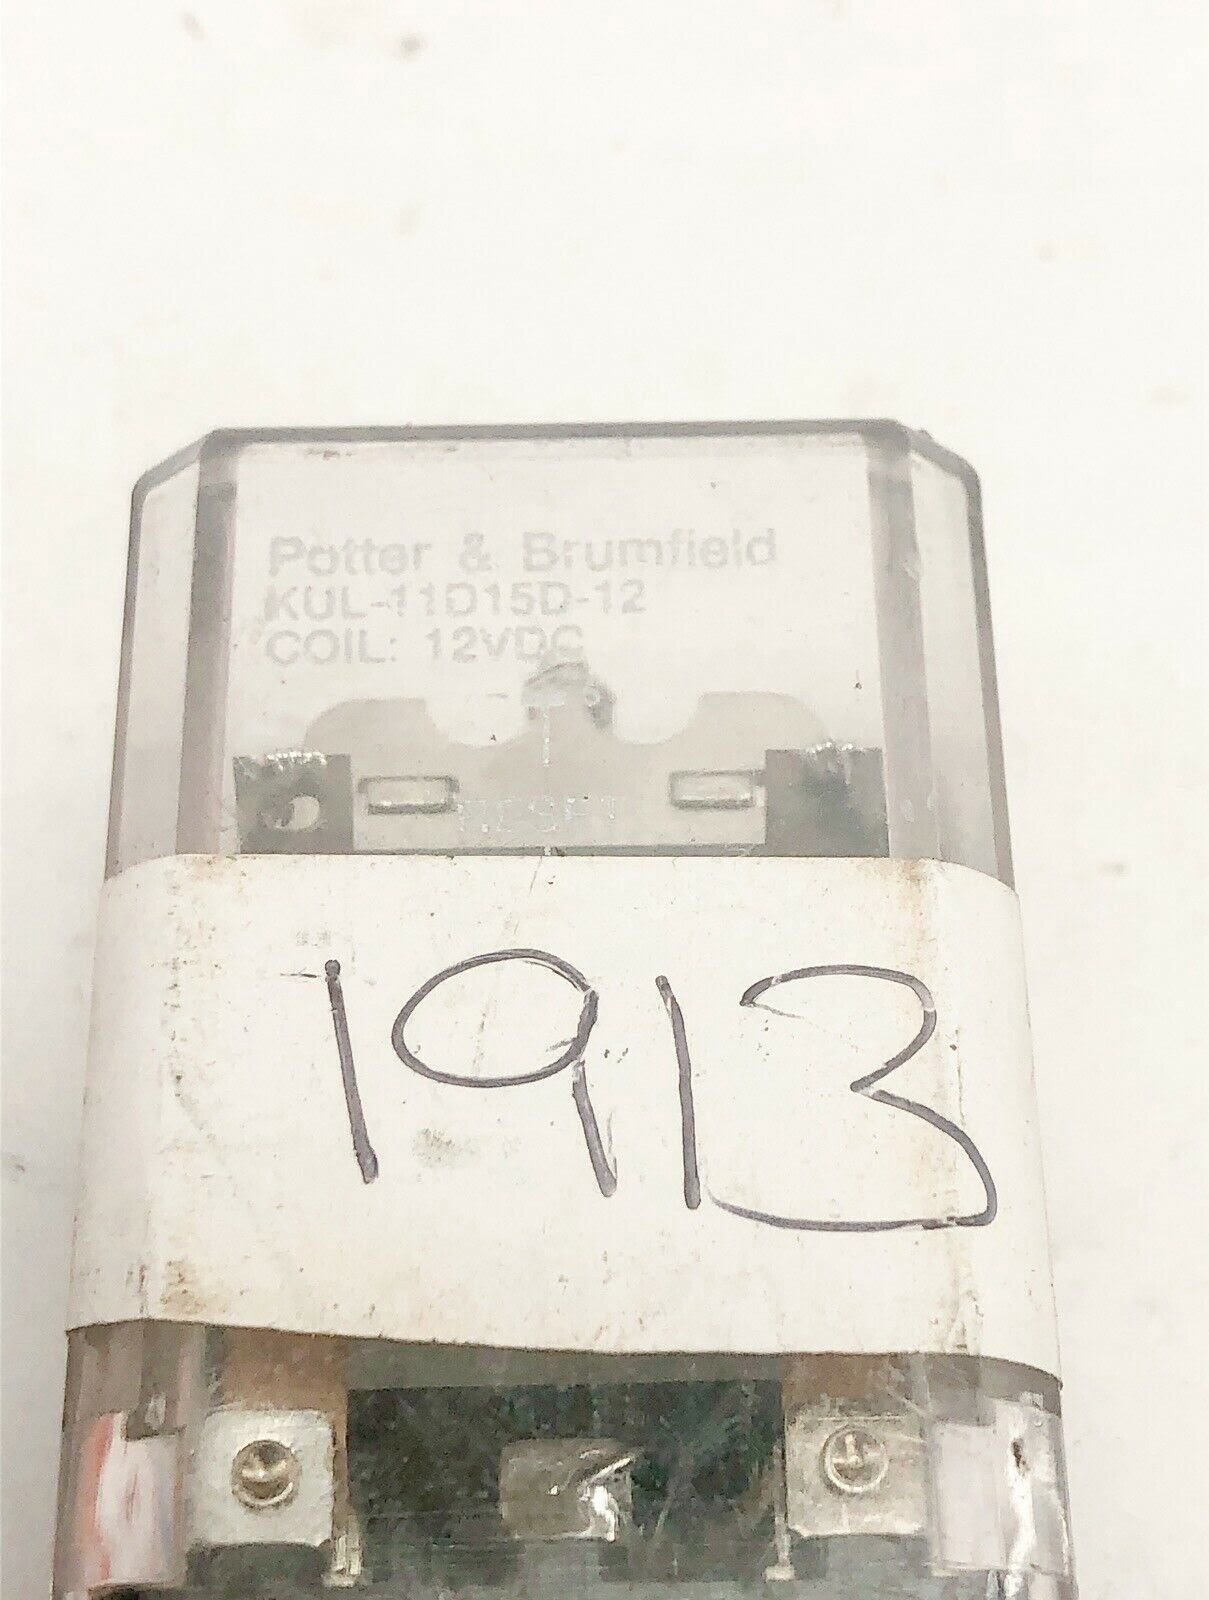 Potter & Brumfield
KUL-11D15D-12
COIL: 12VDC
1913